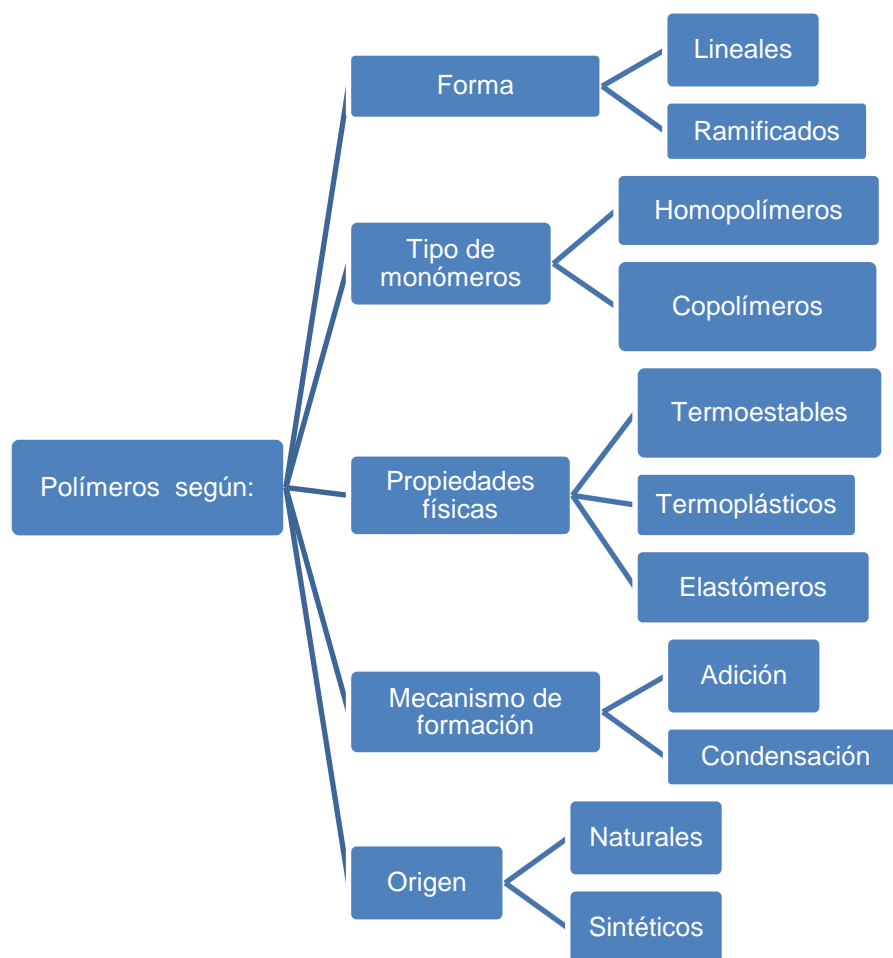 Polímeros según:
Forma
Lineales
Ramificados
Tipo de
monómeros
Homopolímeros
Copolímeros
Propiedades
físicas
Termoestables
Termoplásticos
Elastómeros
Mecanismo de
formación
Adición
Condensación
Origen
Naturales
Sintéticos